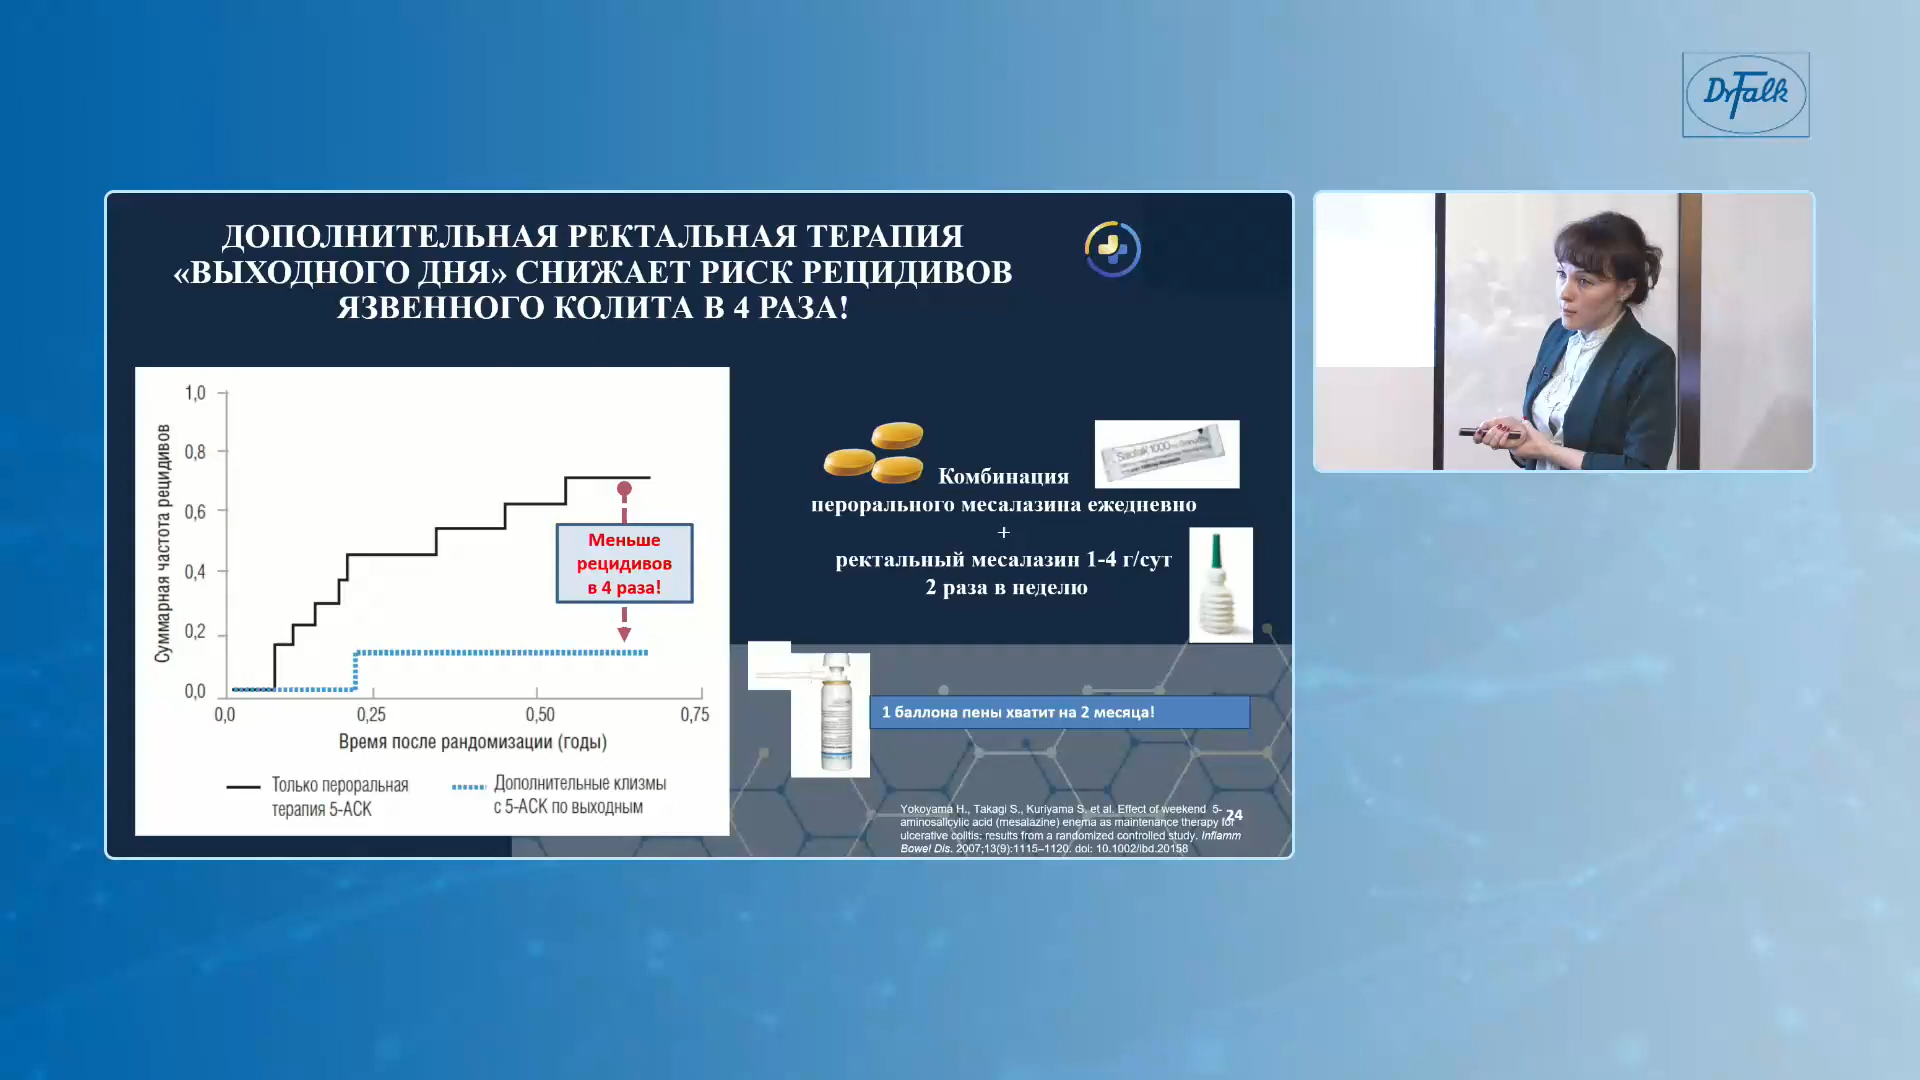 DrFalk
ДОПОЛНИТЕЛЬНАЯ РЕКТАЛЬНАЯ ТЕРАПИЯ
«ВЫХОДНОГО ДНЯ» СНИЖАЕТ РИСК РЕЦИДИВОВ
ЯЗВЕННОГО КОЛИТА В 4 РАЗА!
Суммарная частота рецидивов
1,0
0,8
0,6
0,4
0,2
0,0
0,0 0,25 0,50 0,75
Время после рандомизации (годы)
Меньше
рецидивов
в 4 раза!
Только пероральная
терапия 5-АСК
Дополнительные клизмы
с 5-АСК по выходным
1000
Комбинация
перорального месалазина ежедневно
+
ректальный месалазин 1-4 г/сут
2 раза в неделю
1 баллона пены хватит на 2 месяца!
Yokoyama H., Takagi S., Kuriyama S. et al. Effect of weekend 5-
aminosalicylic acid (mesalazine) enema as maintenance therapy for
ulcerative colitis: results from a randomized controlled study. Inflamm
Bowel Dis. 2007;13(9):1115–1120. doi: 10.1002/ibd.20158
24